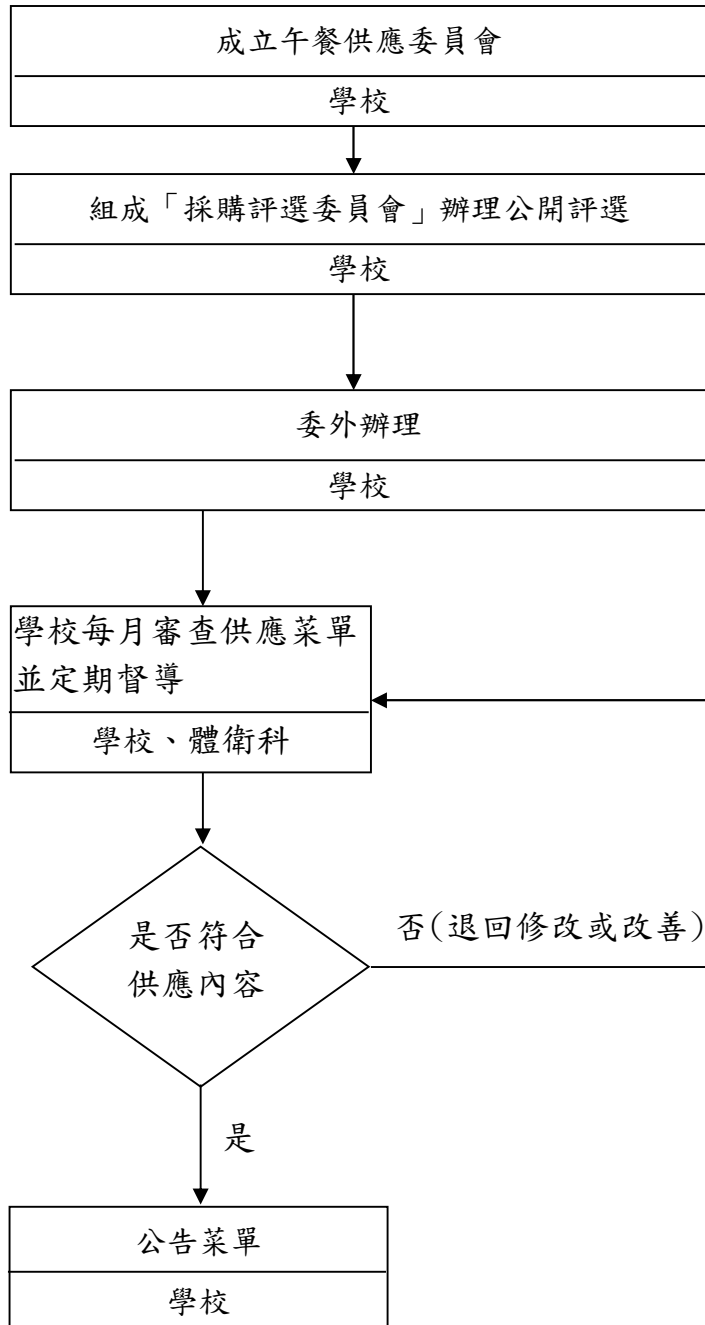 成立午餐供應委員會
學校
組成「採購評選委員會」辦理公開評選
學校
委外辦理
學校
學校每月審查供應菜單
並定期督導
學校、體衛科
是否符合
供應內容
否(退回修改或改善)
是
公告菜單
學校